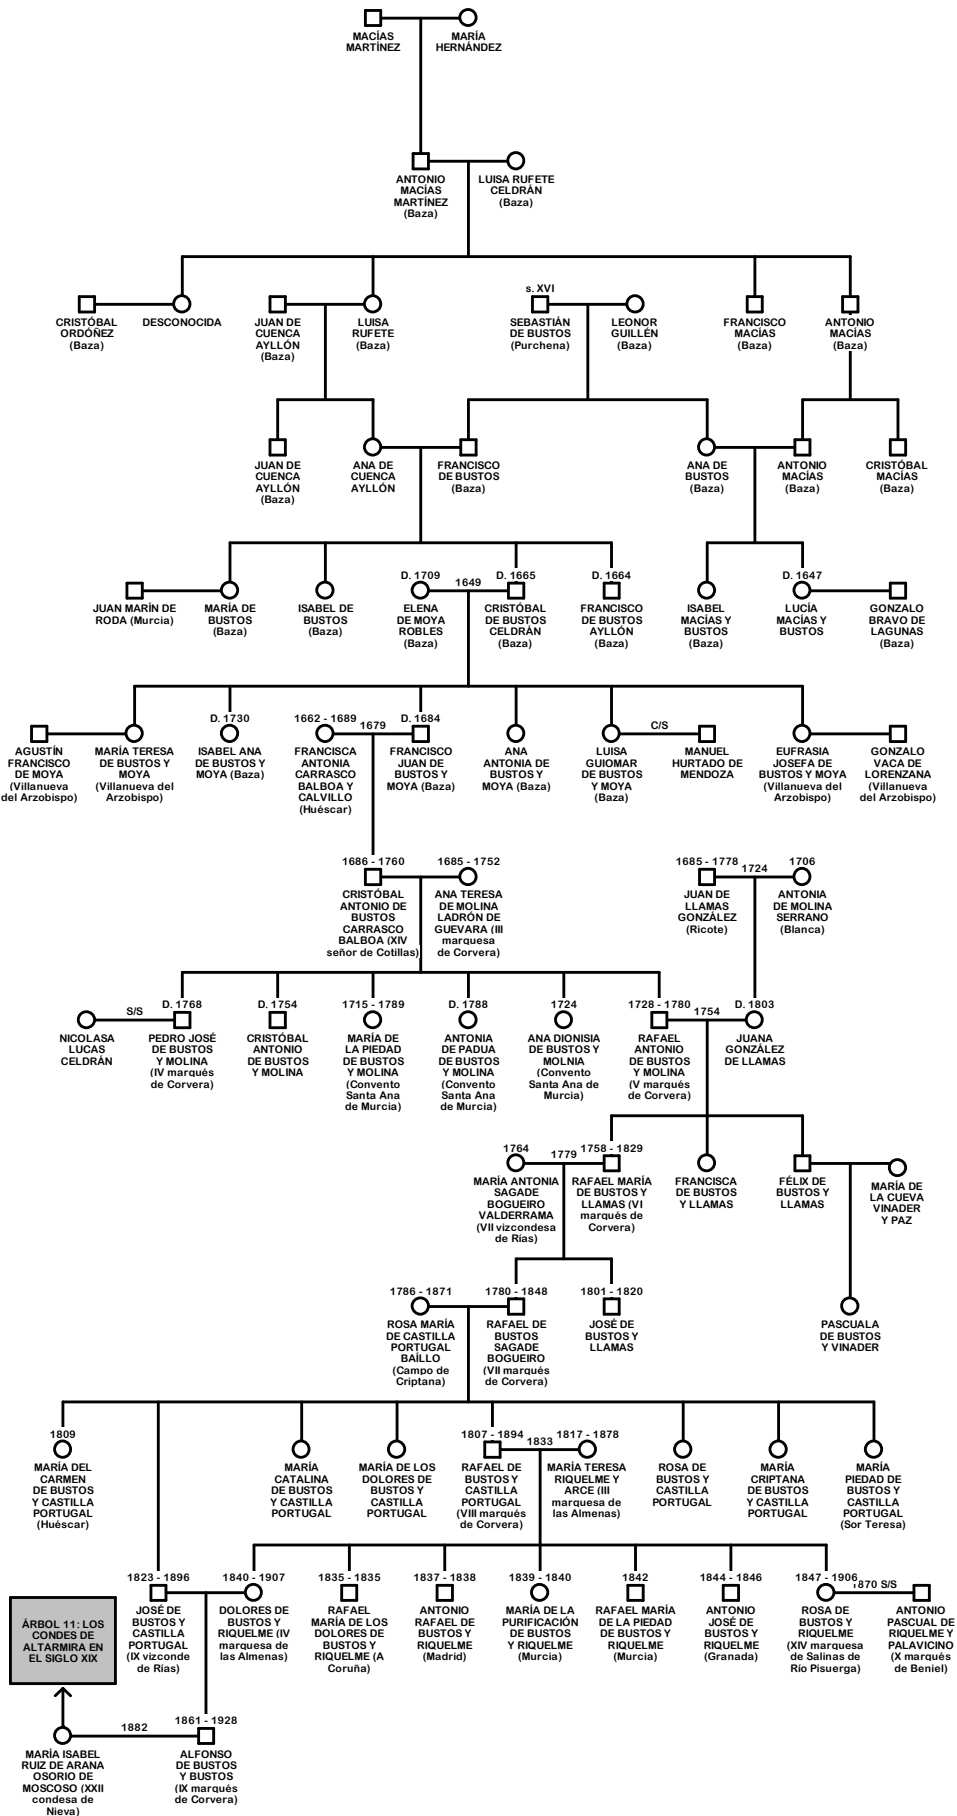 MACÍAS
MARTÍNEZ
MARÍA
HERNÁNDEZ
ANTONIO
MACÍAS
MARTÍNEZ
(Baza)
LUISA RUFETE
CELDRÁN
(Baza)
CRISTÓBAL
ORDÓÑEZ
(Baza)
DESCONOCIDA
JUAN DE
CUENCA
AYLLÓN
(Baza)
LUISA
RUFETE
(Baza)
s. XVI
SEBASTIÁN
DE BUSTOS
(Purchena)
LEONOR
GUILLÉN
(Baza)
FRANCISCO
MACÍAS
(Baza)
ANTONIO
MACÍAS
(Baza)
JUAN DE
CUENCA
AYLLÓN
(Baza)
ANA DE
CUENCA
AYLLÓN
FRANCISCO
DE BUSTOS
(Baza)
ANA DE
BUSTOS
(Baza)
ANTONIO
MACÍAS
(Baza)
CRISTÓBAL
MACÍAS
(Baza)
JUAN MARÍN DE
RODA (Murcia)
MARÍA DE
BUSTOS
(Baza)
ISABEL DE
BUSTOS
(Baza)
D. 1709
ELENA
DE MOYA
ROBLES
(Baza)
1649
D. 1665
CRISTÓBAL
DE BUSTOS
CELDRÁN
(Baza)
D. 1664
FRANCISCO
DE BUSTOS
AYLLÓN
(Baza)
ISABEL
MACÍAS Y
BUSTOS
(Baza)
D. 1647
LUCÍA
MACÍAS Y
BUSTOS
GONZALO
BRAVO DE
LAGUNAS
(Baza)
AGUSTÍN
FRANCISCO
DE MOYA
(Villanueva
del Arzobispo)
MARÍA TERESA
DE BUSTOS Y
MOYA
(Villanueva del
Arzobispo)
D. 1730
ISABEL ANA
DE BUSTOS Y
MOYA (Baza)
1662 - 1689
FRANCISCA
ANTONIA
CARRASCO
BALBOA Y
CALVILLO
(Huéscar)
1679
D. 1684
FRANCISCO
JUAN DE
BUSTOS Y
MOYA (Baza)
ANA
ANTONIA DE
BUSTOS Y
MOYA (Baza)
LUISA
GUIOMAR
DE BUSTOS
Y MOYA
(Baza)
C/S
MANUEL
HURTADO DE
MENDOZA
EUFRASIA
JOSEFA DE
BUSTOS Y MOYA
(Villanueva del
Arzobispo)
GONZALO
VACA DE
LORENZANA
(Villanueva
del Arzobispo)
1686 - 1760
CRISTÓBAL
ANTONIO DE
BUSTOS
CARRASCO
BALBOA (XIV
señor de Cotillas)
1685 - 1752
ANA TERESA
DE MOLINA
LADRÓN DE
GUEVARA (III
marquesa
de Corvera)
1685 - 1778
JUAN DE
LLAMAS
GONZÁLEZ
(Ricote)
1724
1706
ANTONIA
DE MOLINA
SERRANO
(Blanca)
NICOLASA
LUCAS
CELDRÁN
S/S
D. 1768
PEDRO JOSÉ
DE BUSTOS
Y MOLINA
(IV marqués
de Corvera)
D. 1754
CRISTÓBAL
ANTONIO
DE BUSTOS
Y MOLINA
1715 - 1789
MARÍA DE
LA PIEDAD
DE BUSTOS
Y MOLINA
(Convento
Santa Ana
de Murcia)
D. 1788
ANTONIA
DE PADUA
DE BUSTOS
Y MOLINA
(Convento
Santa Ana
de Murcia)
1724
ANA DIONISIA
DE BUSTOS Y
MOLNIA
(Convento
Santa Ana de
Murcia)
1728 - 1780
RAFAEL
ANTONIO
DE BUSTOS
Y MOLINA
(V marqués
de Corvera)
1754
D. 1803
JUANA
GONZÁLEZ
DE LLAMAS
1764
MARÍA ANTONIA
SAGADE
BOGUEIRO
VALDERRAMA
(VII vizcondesa
de Rías)
1779
1758 - 1829
RAFAEL MARÍA
DE BUSTOS Y
LLAMAS (VI
marqués de
Corvera)
FRANCISCA
DE BUSTOS
Y LLAMAS
FÉLIX DE
BUSTOS Y
LLAMAS
MARÍA DE
LA CUEVA
VINADER
Y PAZ
1786 - 1871
ROSA MARÍA
DE CASTILLA
PORTUGAL
BAÍLLO
(Campo de
Criptana)
1780 - 1848
RAFAEL DE
BUSTOS
SAGADE
BOGUEIRO
(VII marqués
de Corvera)
1801 - 1820
JOSÉ DE
BUSTOS Y
LLAMAS
PASCUALA
DE BUSTOS
Y VINADER
1809
MARÍA DEL
CARMEN
DE BUSTOS
Y CASTILLA
PORTUGAL
(Huéscar)
MARÍA
CATALINA
DE BUSTOS
Y CASTILLA
PORTUGAL
MARÍA DE LOS
DOLORES DE
BUSTOS Y
CASTILLA
PORTUGAL
1807 - 1894
RAFAEL DE
BUSTOS Y
CASTILLA
PORTUGAL
(VIII marqués
de Corvera)
1833
1817 - 1878
MARÍA TERESA
RIQUELME Y
ARCE (III
marquesa de
las Almenas)
ROSA DE
BUSTOS Y
CASTILLA
PORTUGAL
MARÍA
CRIPTANA
DE BUSTOS
Y CASTILLA
PORTUGAL
MARÍA
PIEDAD DE
BUSTOS Y
CASTILLA
PORTUGAL
(Sor Teresa)
1823 - 1896
JOSÉ DE
BUSTOS Y
CASTILLA
PORTUGAL
(IX vizconde
de Rías)
1840 - 1907
DOLORES DE
BUSTOS Y
RIQUELME (IV
marquesa de
las Almenas)
1835 - 1835
RAFAEL
MARÍA DE LOS
DOLORES DE
BUSTOS Y
RIQUELME (A
Coruña)
1837 - 1838
ANTONIO
RAFAEL DE
BUSTOS Y
RIQUELME
(Madrid)
1839 - 1840
MARÍA DE LA
PURIFICACIÓN
DE BUSTOS
Y RIQUELME
(Murcia)
1842
RAFAEL MARÍA
DE LA PIEDAD
DE BUSTOS Y
RIQUELME
(Murcia)
1844 - 1846
ANTONIO
JOSÉ DE
BUSTOS Y
RIQUELME
(Granada)
1847 - 1906
ROSA DE
BUSTOS Y
RIQUELME
(XIV marquesa
de Salinas de
Río Pisuerga)
1870 S/S
ANTONIO
PASCUAL DE
RIQUELME Y
PALAVICINO
(X marqués
de Beniel)
ÁRBOL 11: LOS
CONDES DE
ALTARMIRA EN
EL SIGLO XIX
MARÍA ISABEL
RUIZ DE ARANA
OSORIO DE
MOSCOSO (XXII
condesa de
Nieva)
1882
1861 - 1928
ALFONSO
DE BUSTOS
Y BUSTOS
(IX marqués
de Corvera)